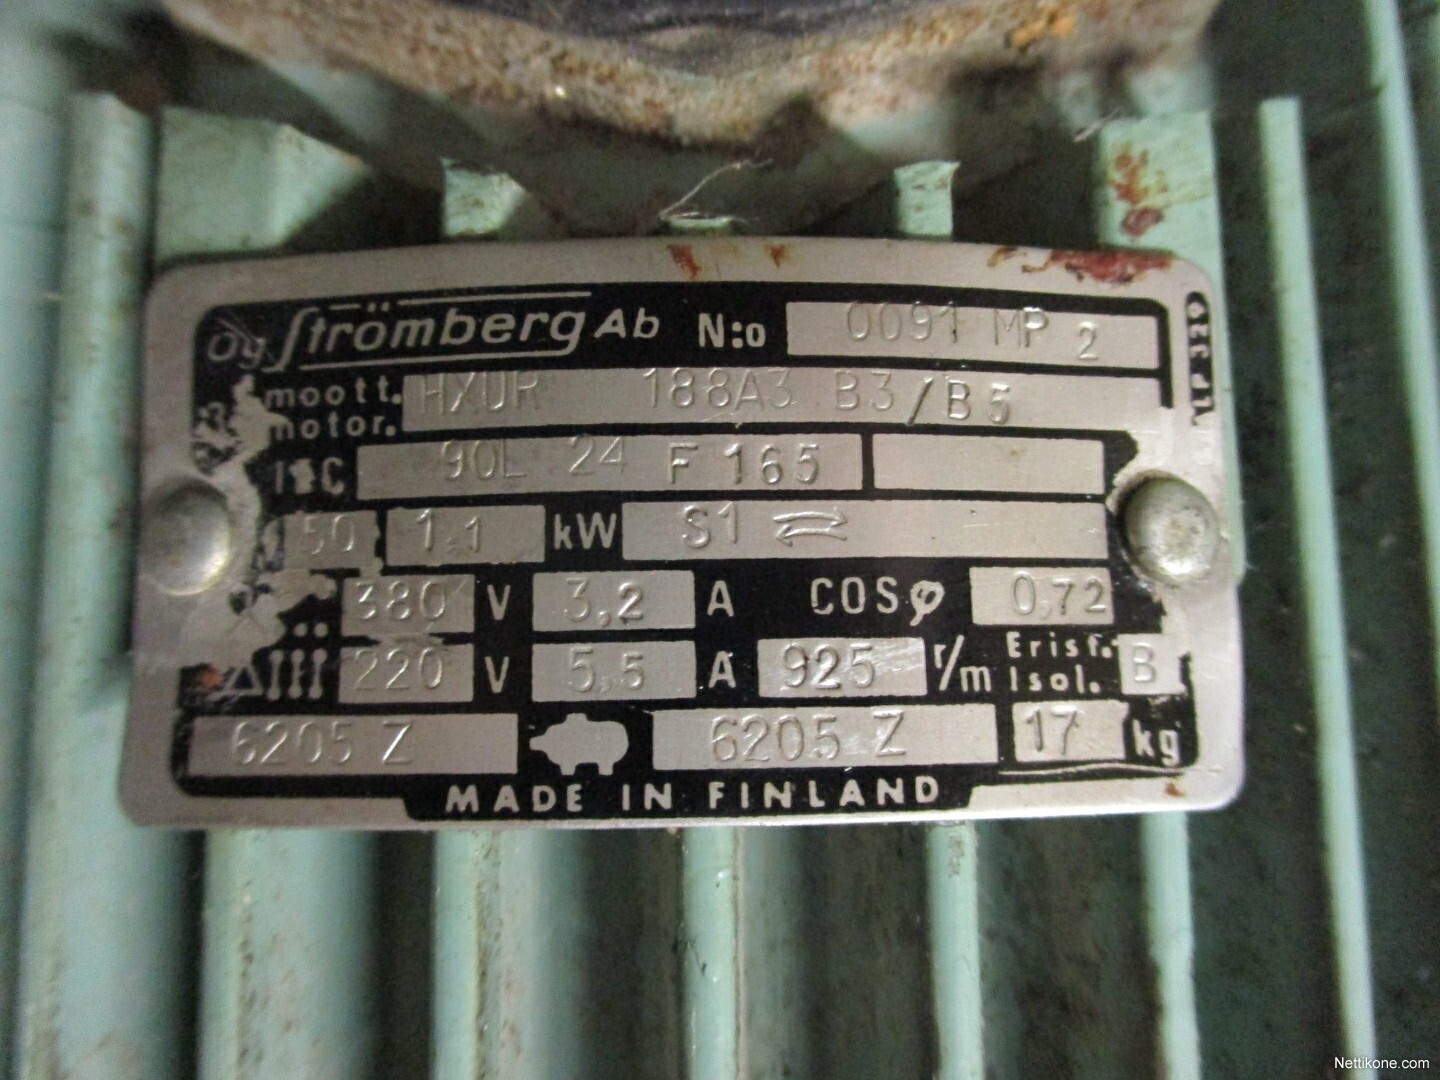 Oy Strömberg Ab N:o 0091 MP 2
moott. motor. HXUR 188A3 B3/B5
IEC 90L 24 F 165
50 1.1 kW S1
380 V 3,2 A COSφ 0,72
220 V 5,5 A 925 r/m Erist. Isol. B
6205 Z 6205 Z 17 kg
MADE IN FINLAND
Nettikone.com